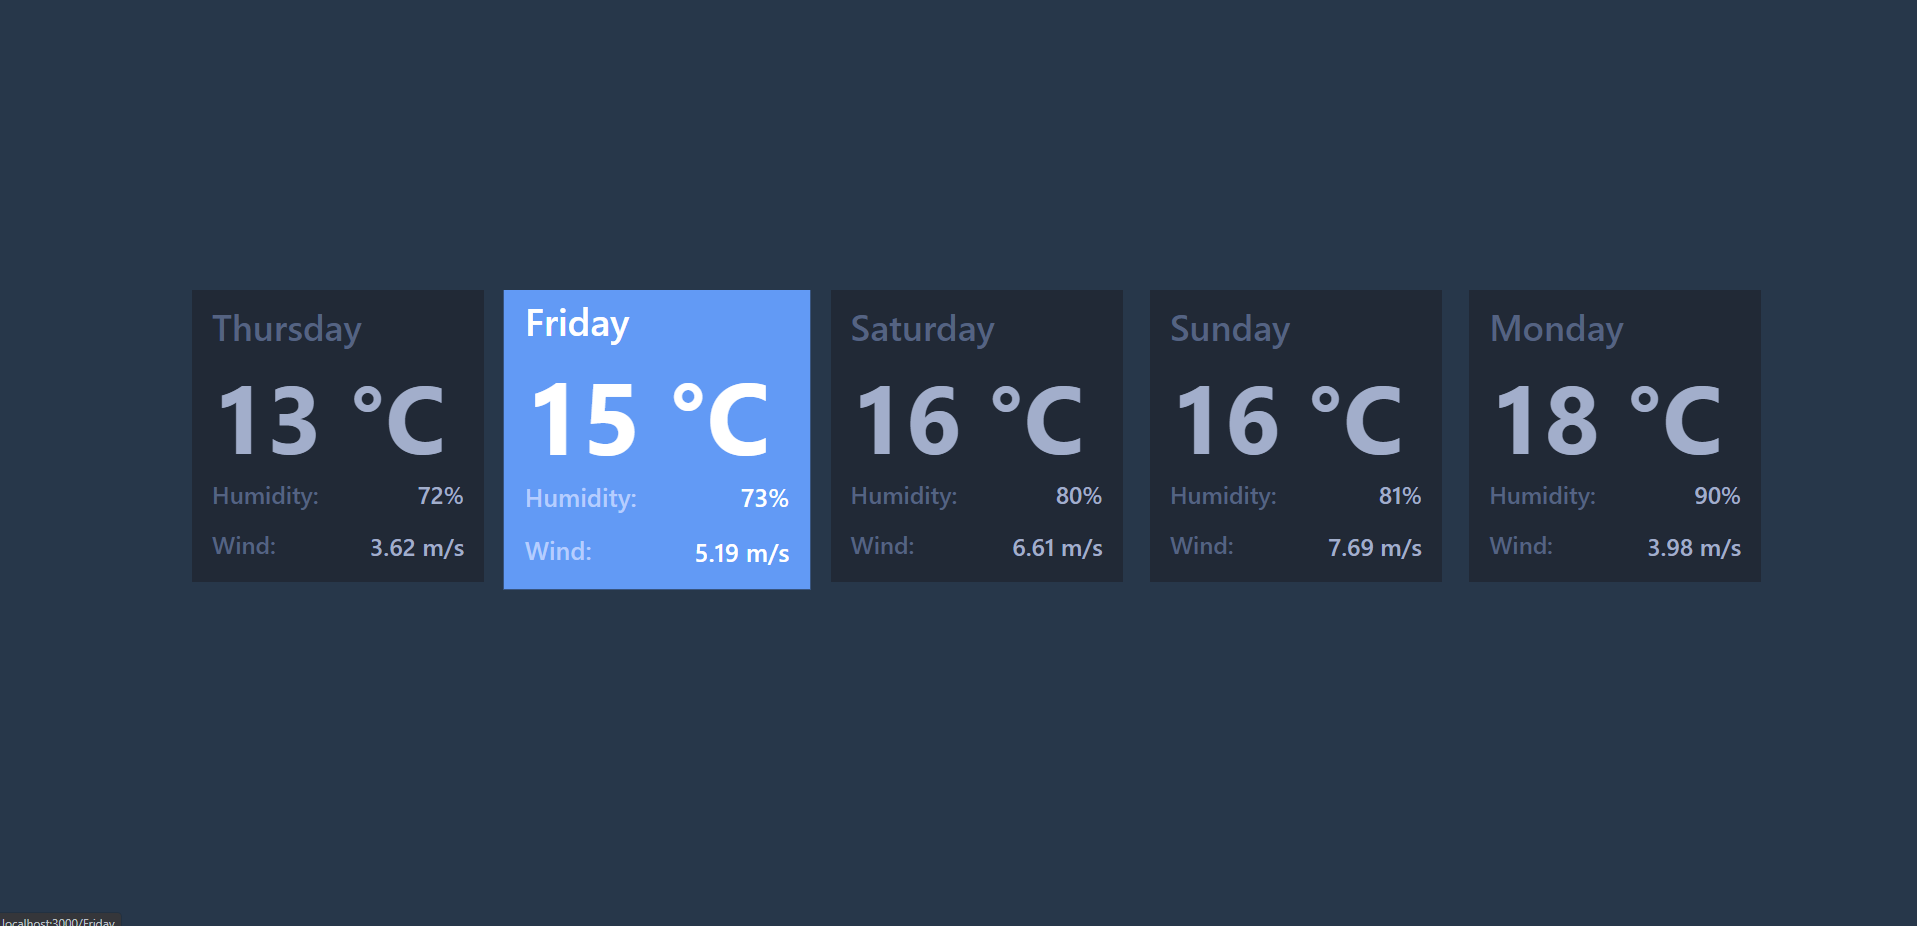 Thursday
13 °C
Humidity: 72%
Wind: 3.62 m/s
Friday
15 °C
Humidity: 73%
Wind: 5.19 m/s
Saturday
16 °C
Humidity: 80%
Wind: 6.61 m/s
Sunday
16 °C
Humidity: 81%
Wind: 7.69 m/s
Monday
18 °C
Humidity: 90%
Wind: 3.98 m/s
localhost:3000/Friday